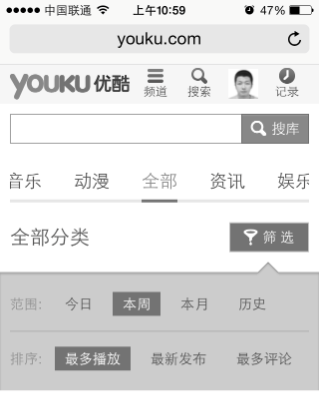 中国联通 上午10:59 47%
youku.com
YOUKU 优酷 频道 搜索 记录
搜库
音乐 动漫 全部 资讯 娱乐
全部分类 筛选
范围: 今日 本周 本月 历史
排序: 最多播放 最新发布 最多评论